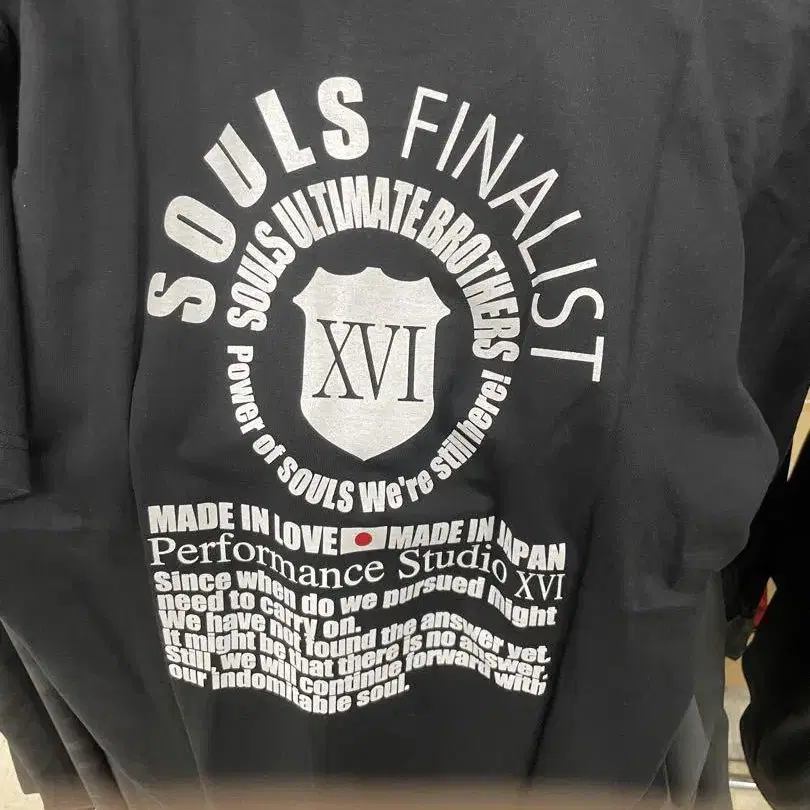 SOULS FINALIST
SOULS ULTIMATE BROTHERS
XVI
Power of SOULS We're still here!
MADE IN LOVE MADE IN JAPAN
Performance Studio XVI
Since when do we pursued might
need to carry on.
We have not found the answer yet.
It might be that there is no answer.
Still, we will continue forward with
our indomitable soul.